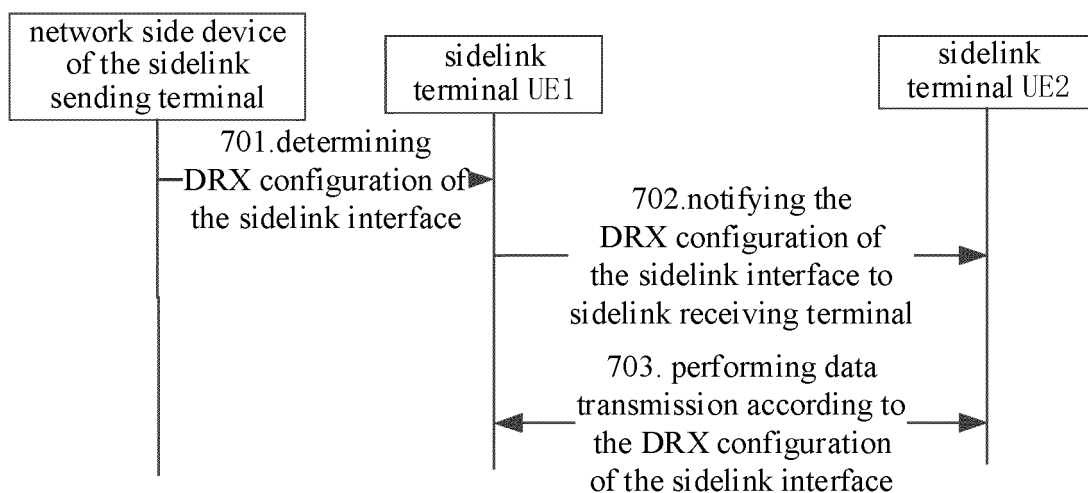 network side device
of the sidelink
sending terminal
sidelink
terminal UE1
sidelink
terminal UE2
701.determining
DRX configuration of
the sidelink interface
702.notifying the
DRX configuration of
the sidelink interface to
sidelink receiving terminal
703. performing data
transmission according to
the DRX configuration
of the sidelink interface